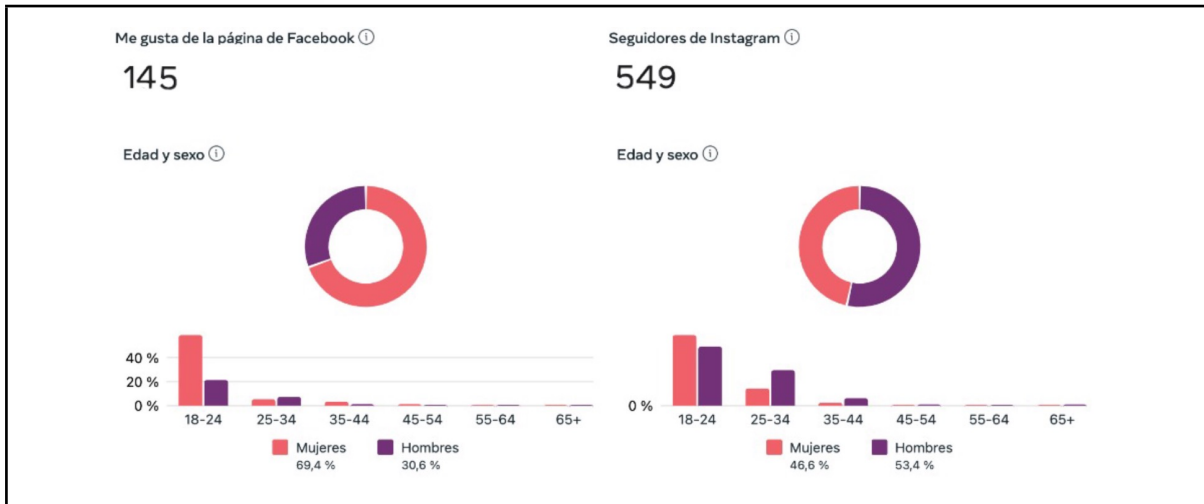 Me gusta de la página de Facebook
145
Edad y sexo
40 %
20 %
0 %
18-24 25-34 35-44 45-54 55-64 65+
Mujeres Hombres
69,4 % 30,6 %
Seguidores de Instagram
549
Edad y sexo
0 %
18-24 25-34 35-44 45-54 55-64 65+
Mujeres Hombres
46,6 % 53,4 %